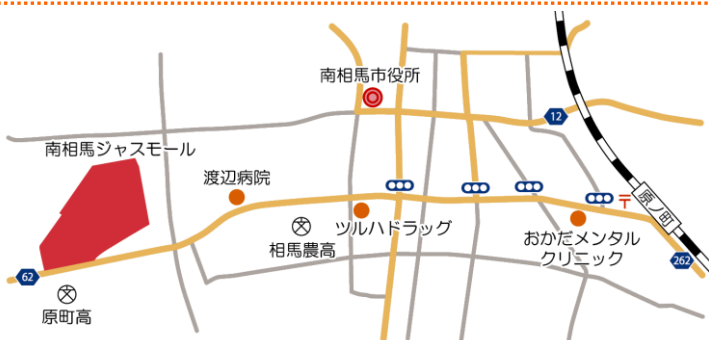 南相馬市役所
12
南相馬ジャスモール
渡辺病院
〒
原ノ町
相馬農高
ツルハドラッグ
おかだメンタル
クリニック
262
62
原町高